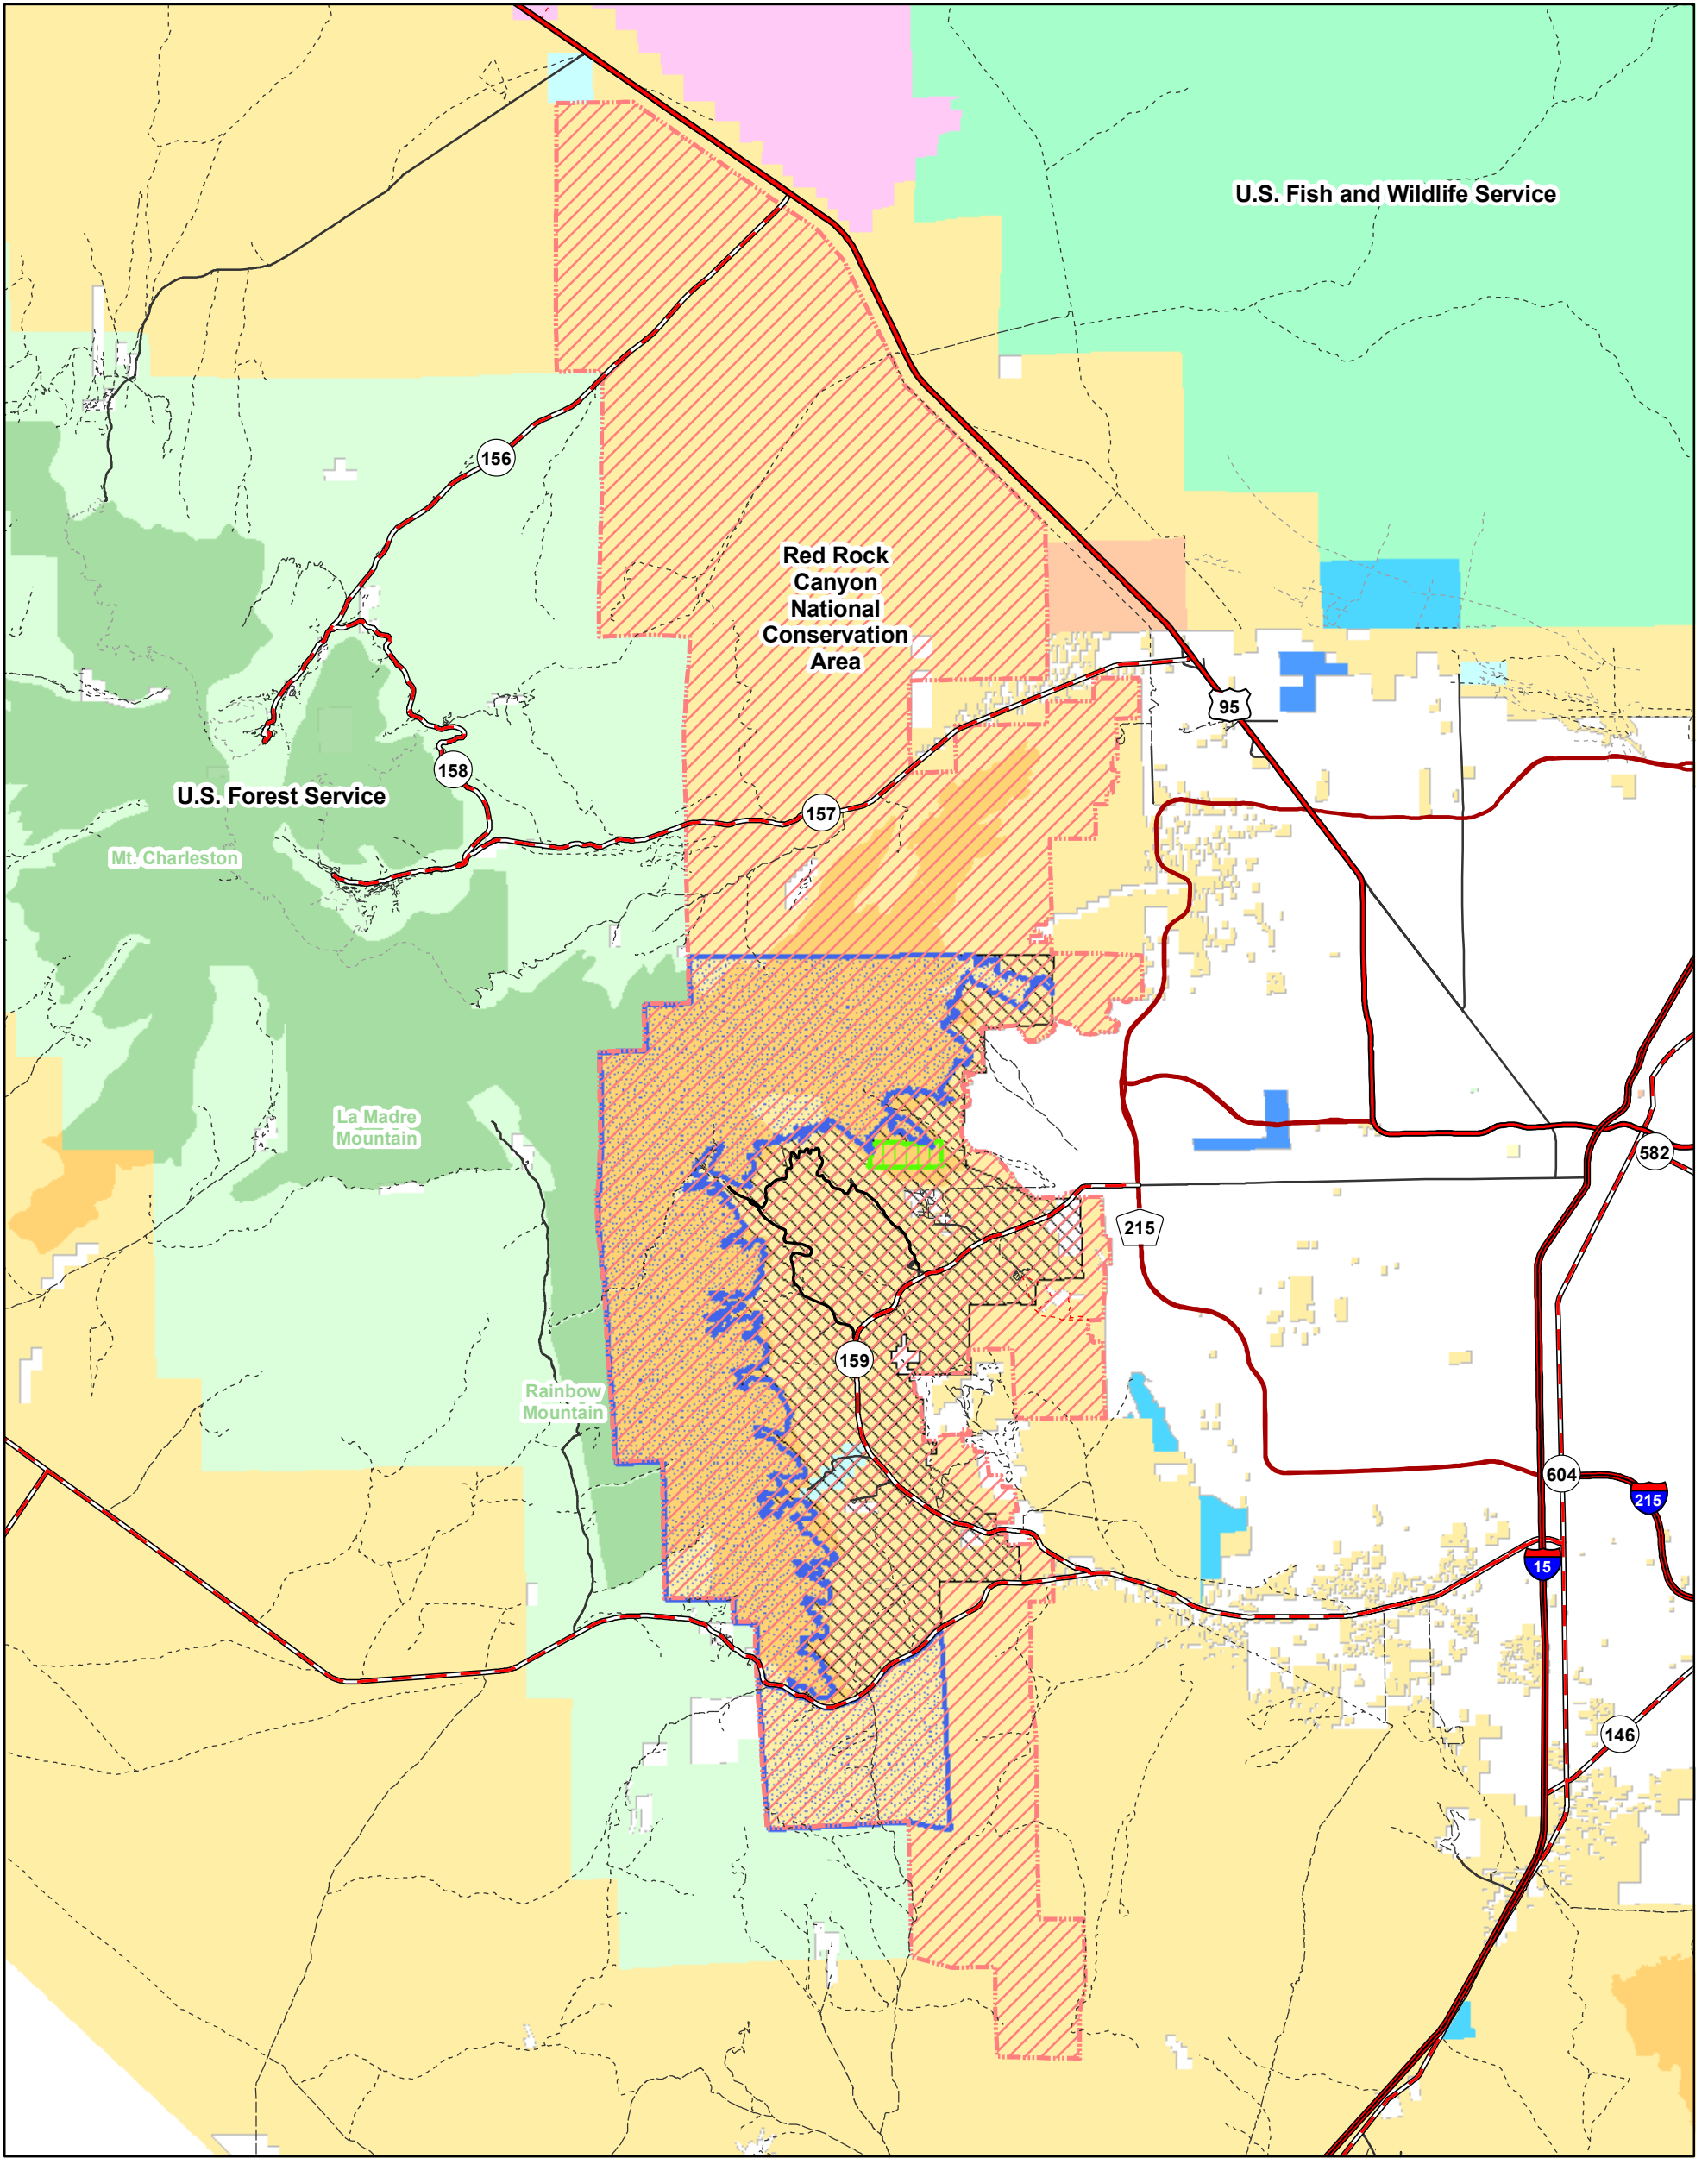 U.S. Fish and Wildlife Service
156
Red Rock
Canyon
National
Conservation
Area
95
158
U.S. Forest Service
157
Mt. Charleston
La Madre
Mountain
582
215
159
Rainbow
Mountain
604
215
15
146